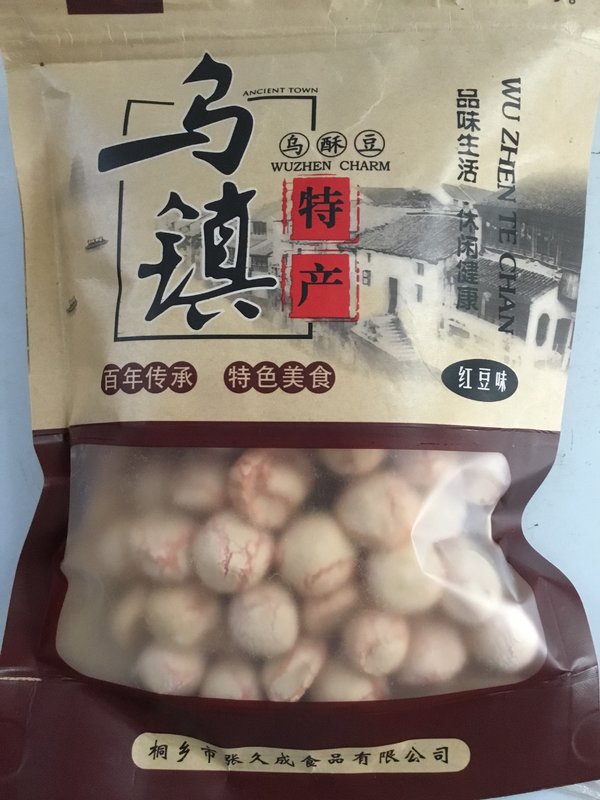 乌镇
ANCIENT TOWN
乌酥豆
WUZHEN CHARM
特产
品味生活 休闲健康
WU ZHEN TE CHAN
百年传承 特色美食
红豆味
桐乡市张久成食品有限公司